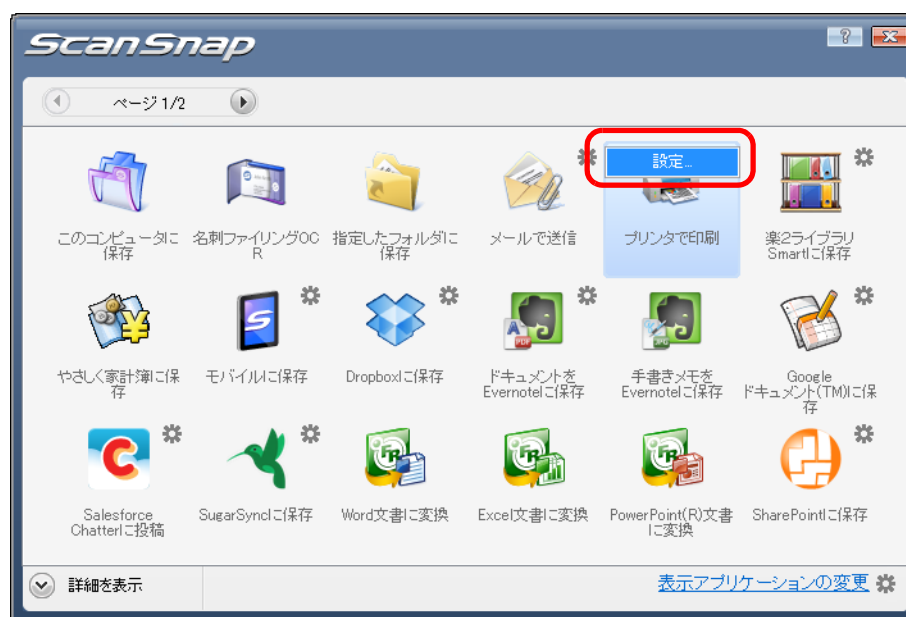 ScanSnap
?
ページ 1/2
設定...
このコンピュータに
保存
名刺ファイリングOC
R
指定したフォルダに
保存
メールで送信
プリンタで印刷
楽2ライブラリ
Smartに保存
A
PDF
JPG
やさしく家計簿に保
存
モバイルに保存
Dropboxに保存
ドキュメントを
Evernoteに保存
手書きメモを
Evernoteに保存
Google
ドキュメント(TM)に保
存
Salesforce
Chatterに投稿
SugarSyncに保存
Word文書に変換
Excel文書に変換
PowerPoint(R)文書
に変換
SharePointに保存
詳細を表示
表示アプリケーションの変更